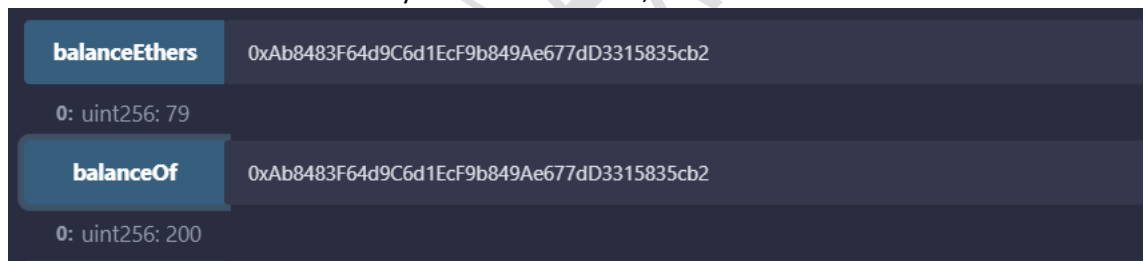 balanceEthers 0xAb8483F64d9C6d1EcF9b849Ae677dD3315835cb2
0: uint256: 79
balanceOf 0xAb8483F64d9C6d1EcF9b849Ae677dD3315835cb2
0: uint256: 200